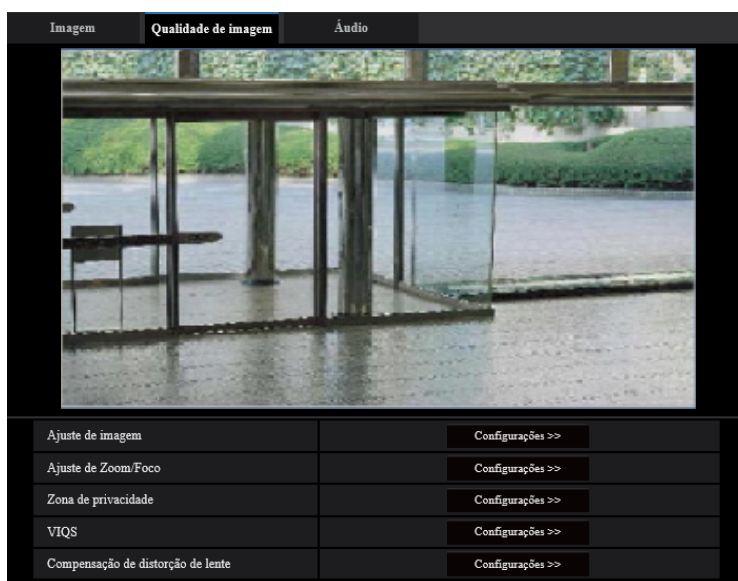 Imagem Qualidade de imagem Áudio
Ajuste de imagem Configurações >>
Ajuste de Zoom/Foco Configurações >>
Zona de privacidade Configurações >>
VIQS Configurações >>
Compensação de distorção de lente Configurações >>